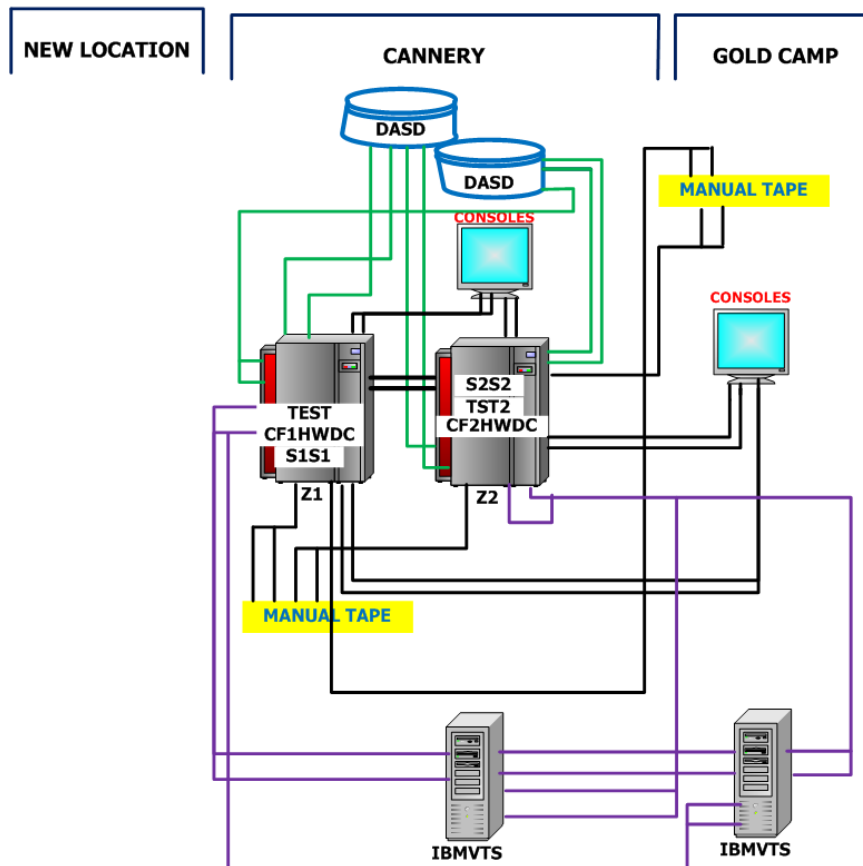 NEW LOCATION
CANNERY
GOLD CAMP
DASD
DASD
MANUAL TAPE
CONSOLES
CONSOLES
S2S2
TEST
TST2
CF1HWDC
CF2HWDC
S1S1
Z1
Z2
MANUAL TAPE
IBMVTS
IBMVTS